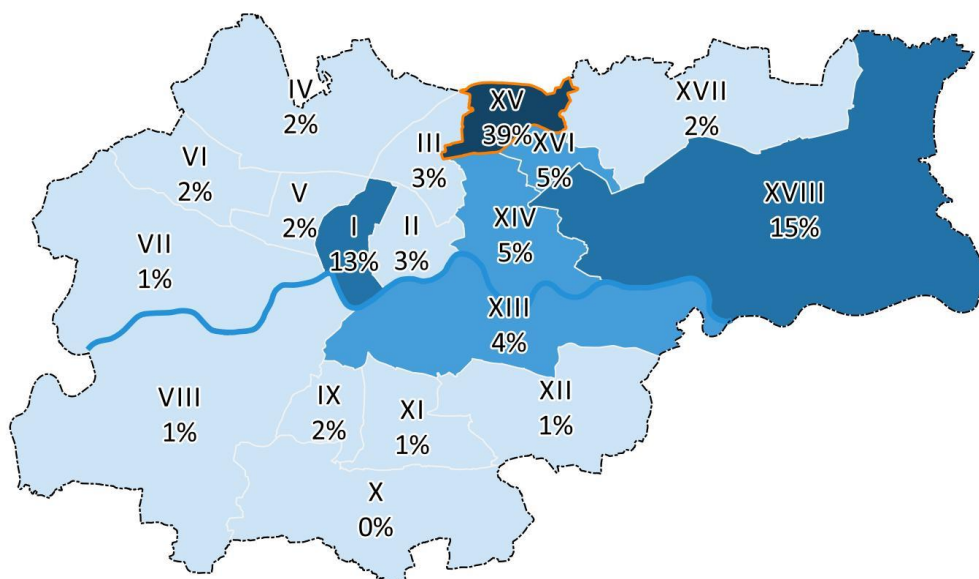 IV
2%
XV
39%
XVII
2%
III
3%
XVI
5%
VI
2%
V
2%
XVIII
15%
I
13%
II
3%
XIV
5%
VII
1%
XIII
4%
VIII
1%
IX
2%
XI
1%
XII
1%
X
0%